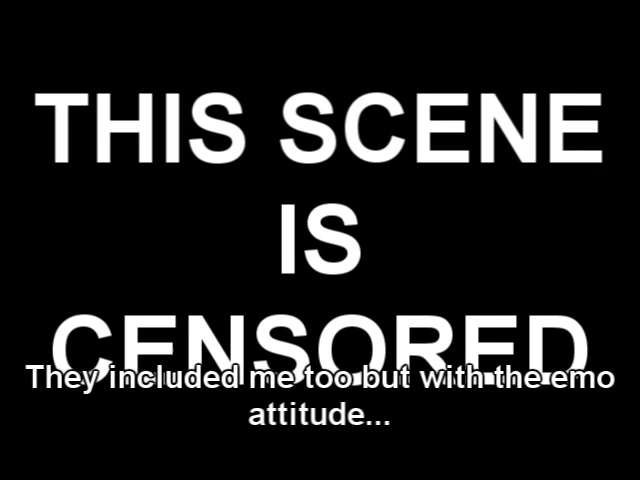 THIS SCENE
IS
CENSORED
They included me too but with the emo
attitude...